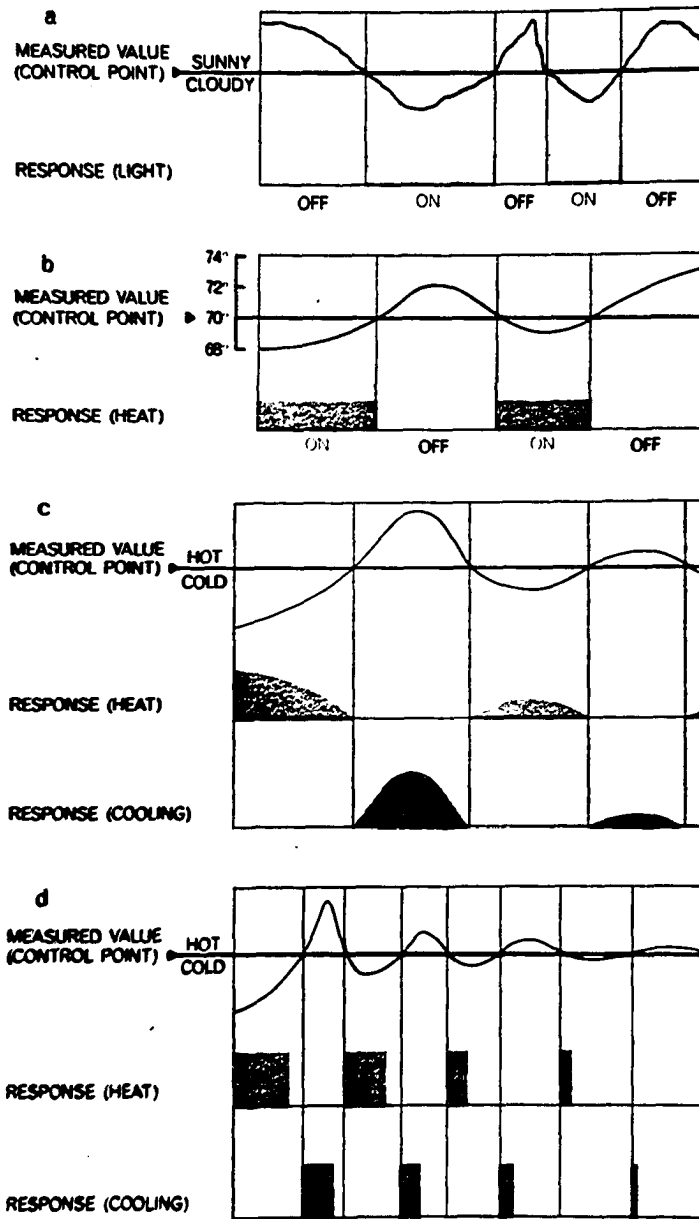 a
MEASURED VALUE
(CONTROL POINT)
SUNNY
CLOUDY
RESPONSE (LIGHT)
OFF ON OFF ON OFF
b
74°
MEASURED VALUE
(CONTROL POINT)
72°
70°
68°
RESPONSE (HEAT)
ON OFF ON OFF
c
MEASURED VALUE
(CONTROL POINT)
HOT
COLD
RESPONSE (HEAT)
RESPONSE (COOLING)
d
MEASURED VALUE
(CONTROL POINT)
HOT
COLD
RESPONSE (HEAT)
RESPONSE (COOLING)